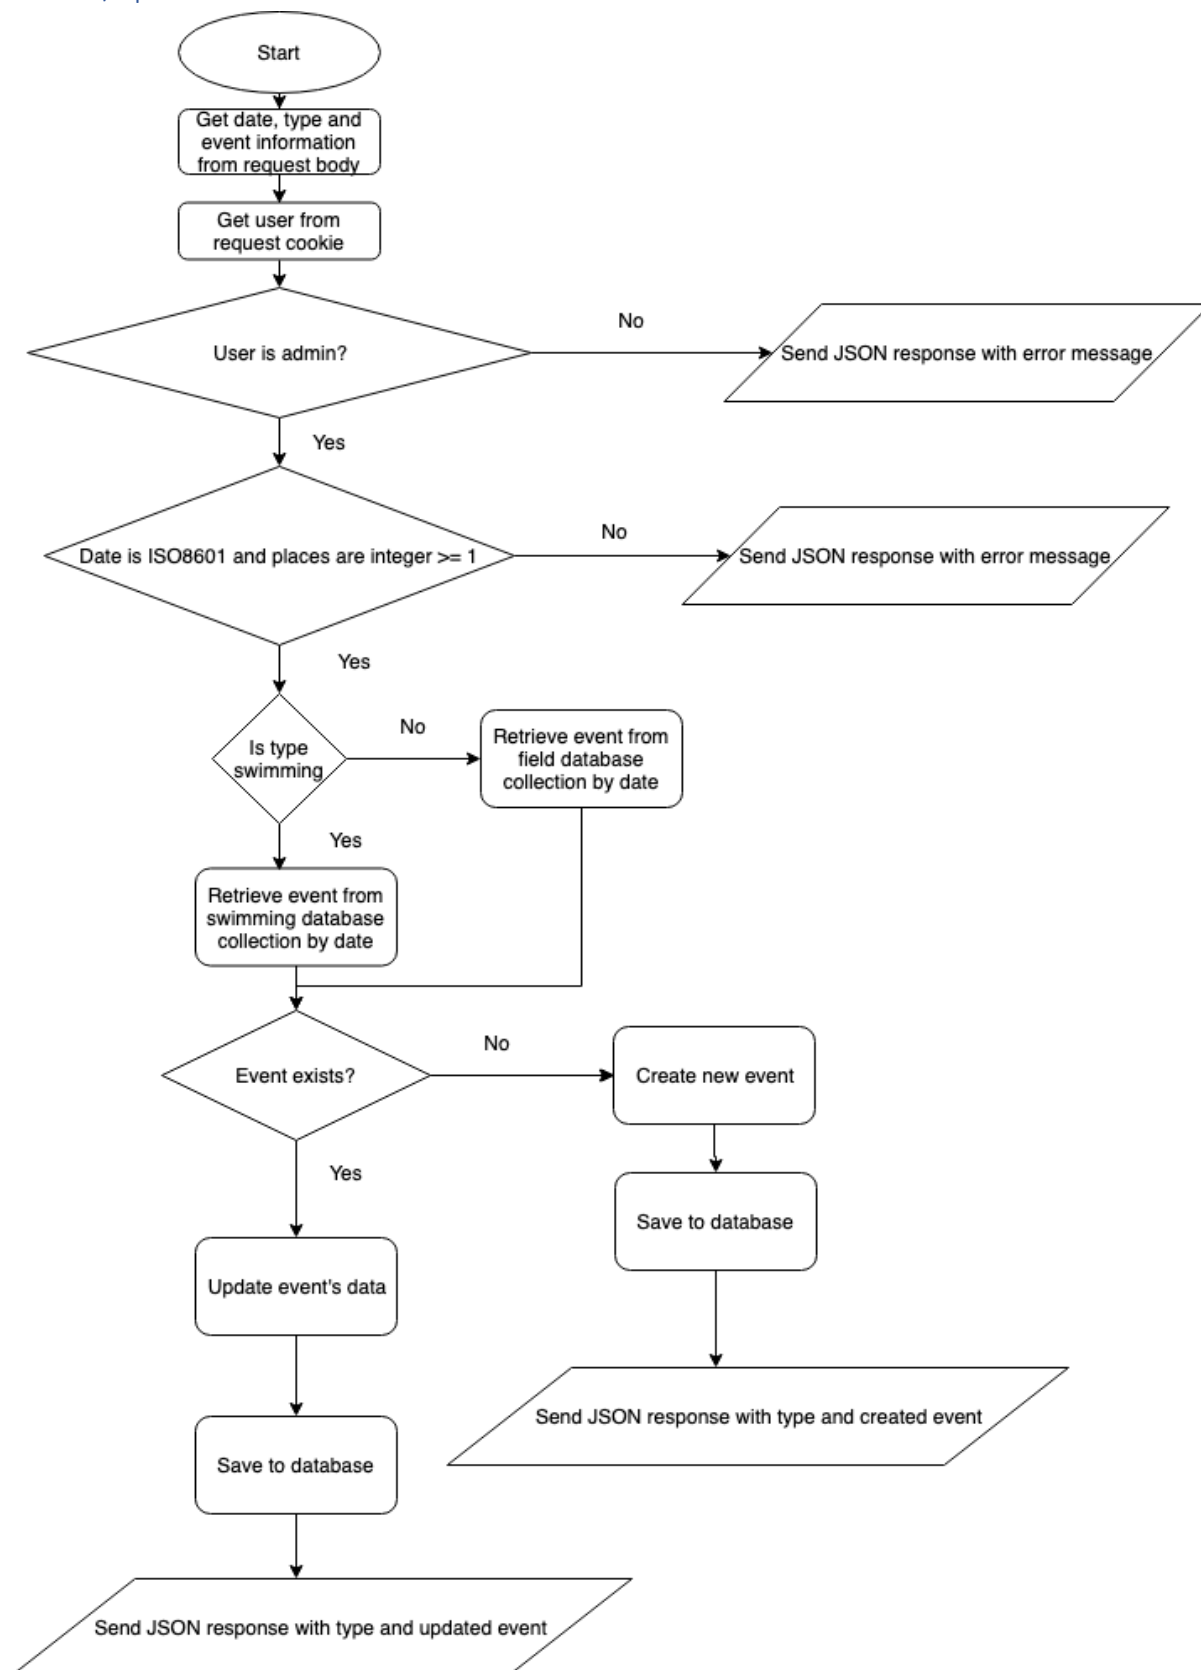 Start
Get date, type and
event information
from request body
Get user from
request cookie
User is admin?
No
Send JSON response with error message
Yes
Date is ISO8601 and places are integer >= 1
No
Send JSON response with error message
Yes
Is type
swimming
No
Retrieve event from
field database
collection by date
Yes
Retrieve event from
swimming database
collection by date
Event exists?
No
Create new event
Yes
Save to database
Update event's data
Send JSON response with type and created event
Save to database
Send JSON response with type and updated event